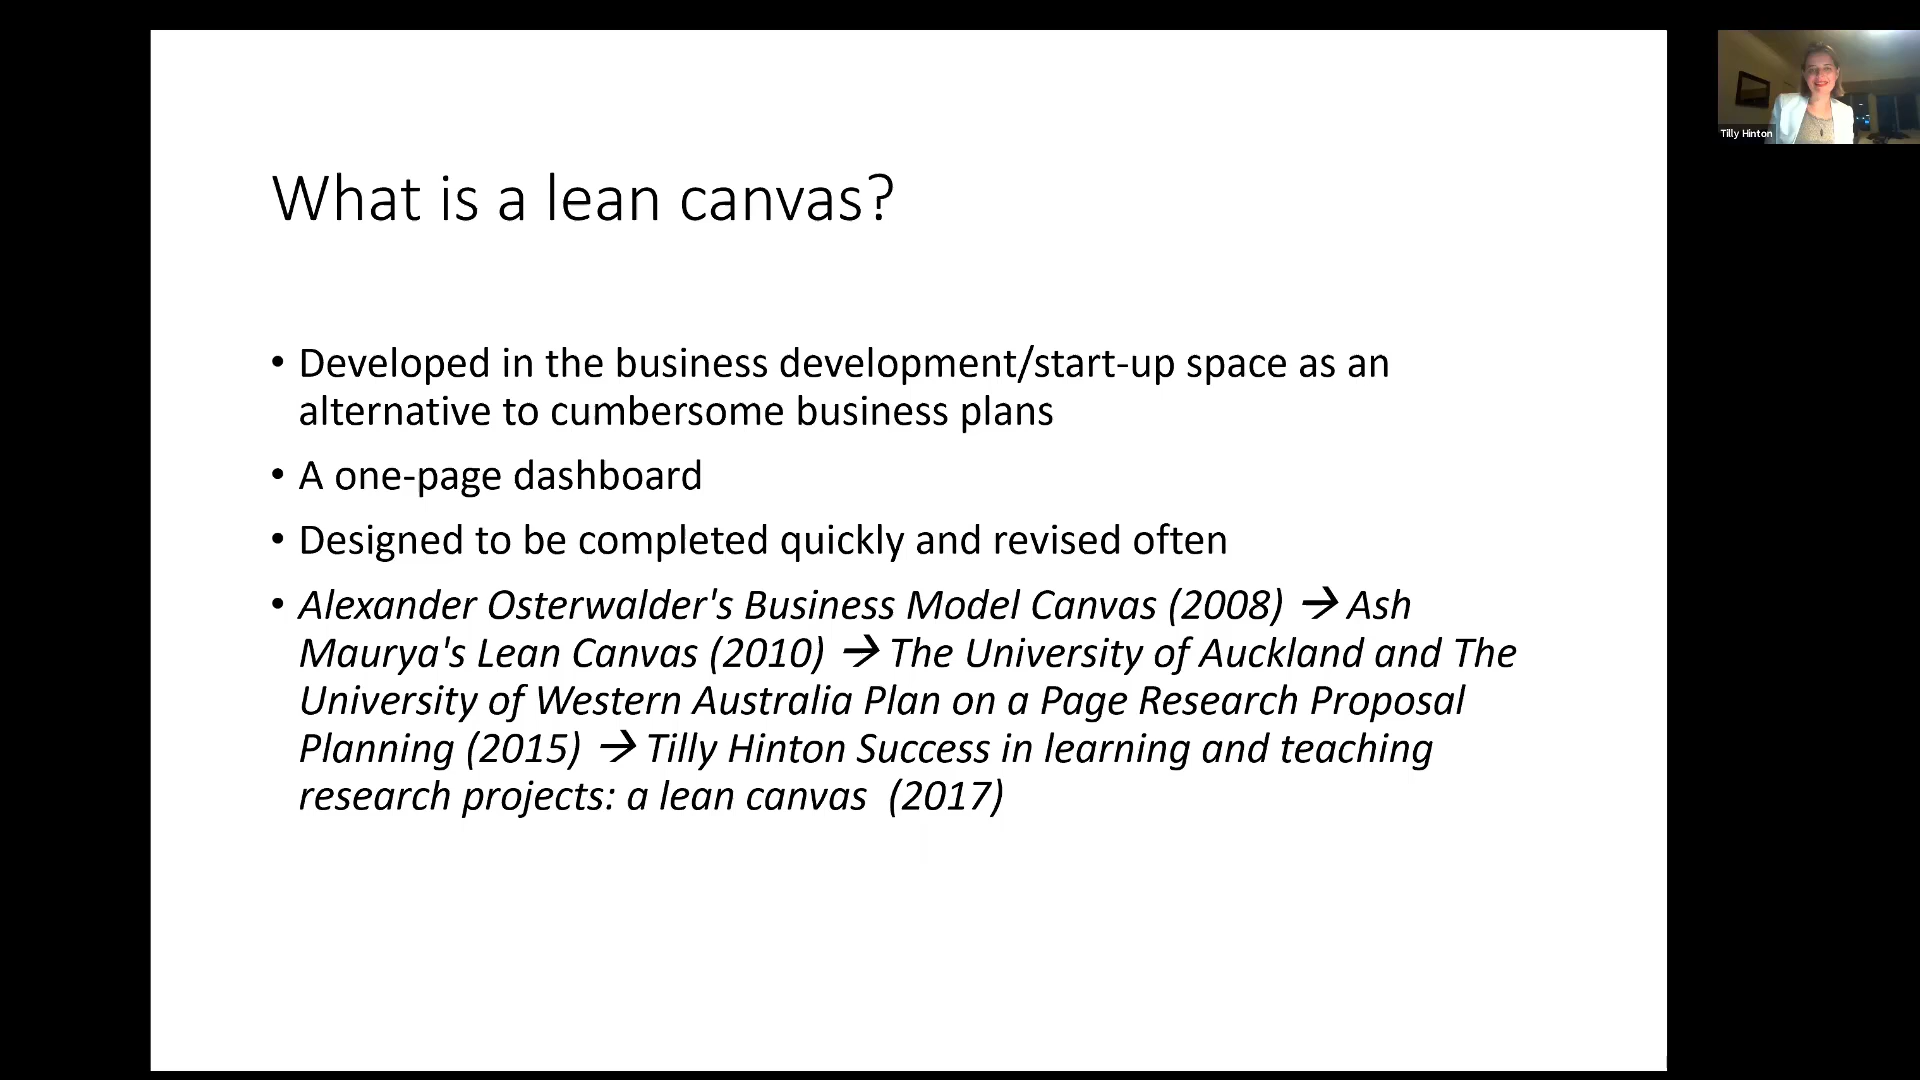 What is a lean canvas?
• Developed in the business development/start-up space as an
alternative to cumbersome business plans
• A one-page dashboard
• Designed to be completed quickly and revised often
• Alexander Osterwalder's Business Model Canvas (2008) → Ash
Maurya's Lean Canvas (2010) → The University of Auckland and The
University of Western Australia Plan on a Page Research Proposal
Planning (2015) → Tilly Hinton Success in learning and teaching
research projects: a lean canvas (2017)
Tilly Hinton